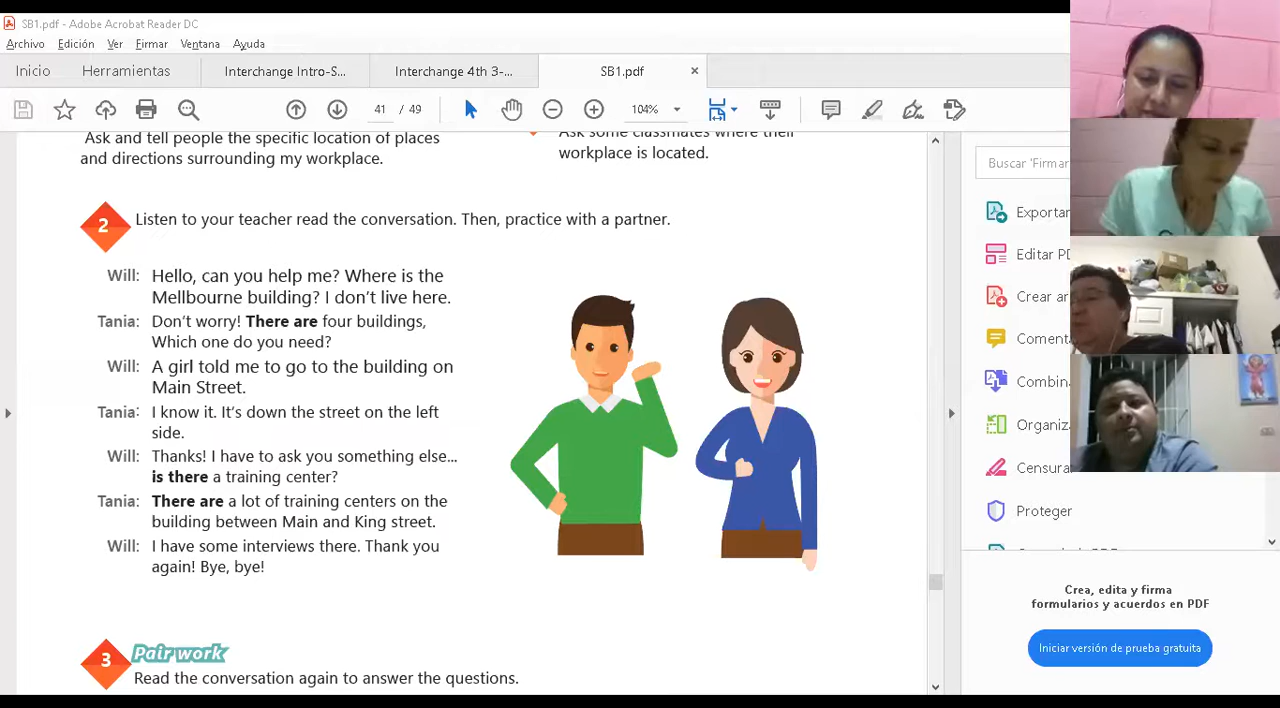 SB1.pdf - Adobe Acrobat Reader DC
Archivo Edición Ver Firmar Ventana Ayuda
Inicio Herramientas Interchange Intro-S... Interchange 4th 3-... SB1.pdf ×
41 / 49 104%
Ask and tell people the specific location of places
and directions surrounding my workplace.
Ask some classmates where their
workplace is located.
2 Listen to your teacher read the conversation. Then, practice with a partner.
Will: Hello, can you help me? Where is the
Mellbourne building? I don't live here.
Tania: Don't worry! There are four buildings,
Which one do you need?
Will: A girl told me to go to the building on
Main Street.
Tania: I know it. It's down the street on the left
side.
Will: Thanks! I have to ask you something else...
is there a training center?
Tania: There are a lot of training centers on the
building between Main and King street.
Will: I have some interviews there. Thank you
again! Bye, bye!
3 Pair work
Read the conversation again to answer the questions.
Buscar 'Firmar
Exportar
Editar PD
Crear ar
Comenta
Combina
Organiz
Censura
Proteger
Crea, edita y firma
formularios y acuerdos en PDF
Iniciar versión de prueba gratuita